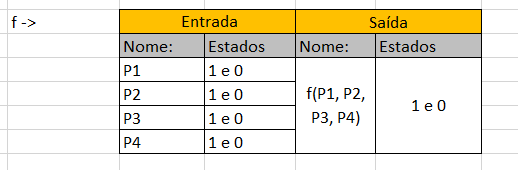 f -> Entrada Saída
Nome: Estados Nome: Estados
P1 1 e 0
P2 1 e 0
P3 1 e 0
P4 1 e 0
f(P1, P2,
P3, P4)
1 e 0